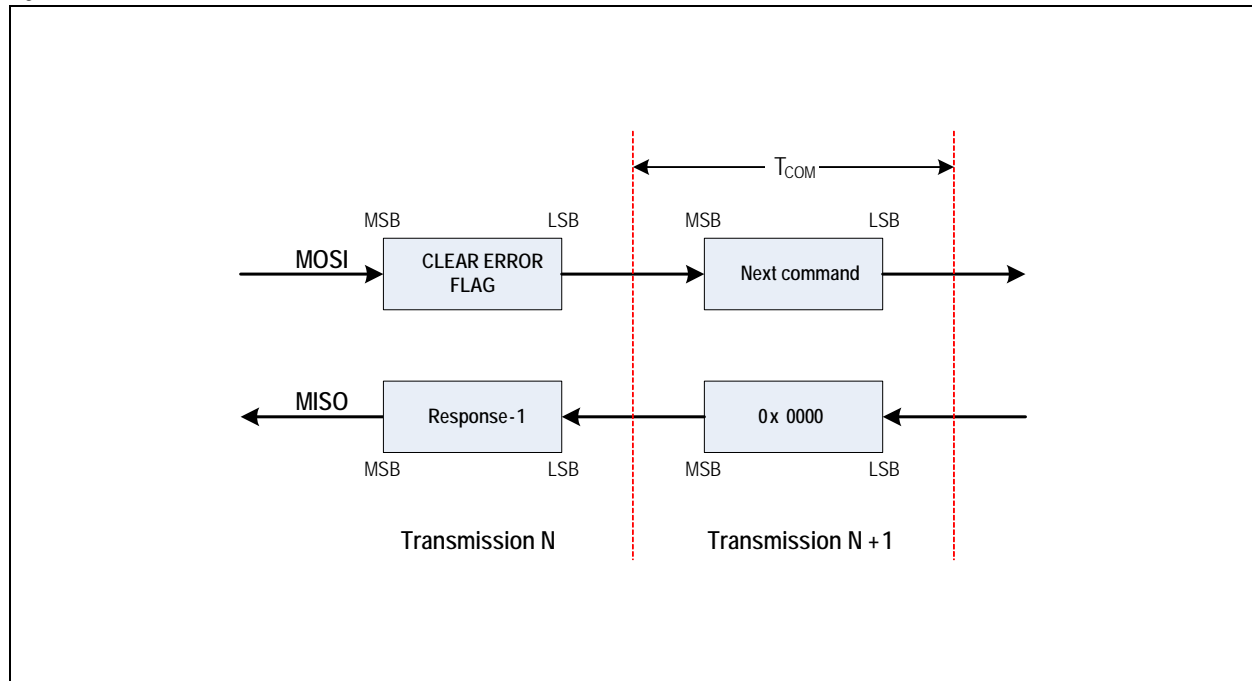 T_COM
MSB LSB MSB LSB
MOSI CLEAR ERROR FLAG Next command
MISO Response-1 0x 0000
MSB LSB MSB LSB
Transmission N Transmission N +1